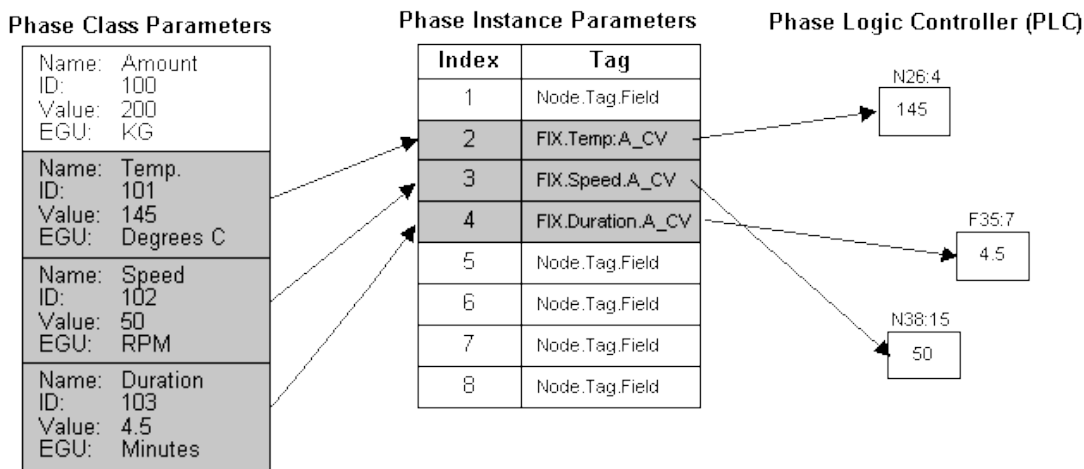 Phase Class Parameters
Name: Amount
ID: 100
Value: 200
EGU: KG
Name: Temp.
ID: 101
Value: 145
EGU: Degrees C
Name: Speed
ID: 102
Value: 50
EGU: RPM
Name: Duration
ID: 103
Value: 4.5
EGU: Minutes
Phase Instance Parameters
Index Tag
1 Node.Tag.Field
2 FIX.Temp:A_CV
3 FIX.Speed.A_CV
4 FIX.Duration.A_CV
5 Node.Tag.Field
6 Node.Tag.Field
7 Node.Tag.Field
8 Node.Tag.Field
Phase Logic Controller (PLC)
N26:4
145
F35:7
4.5
N38:15
50